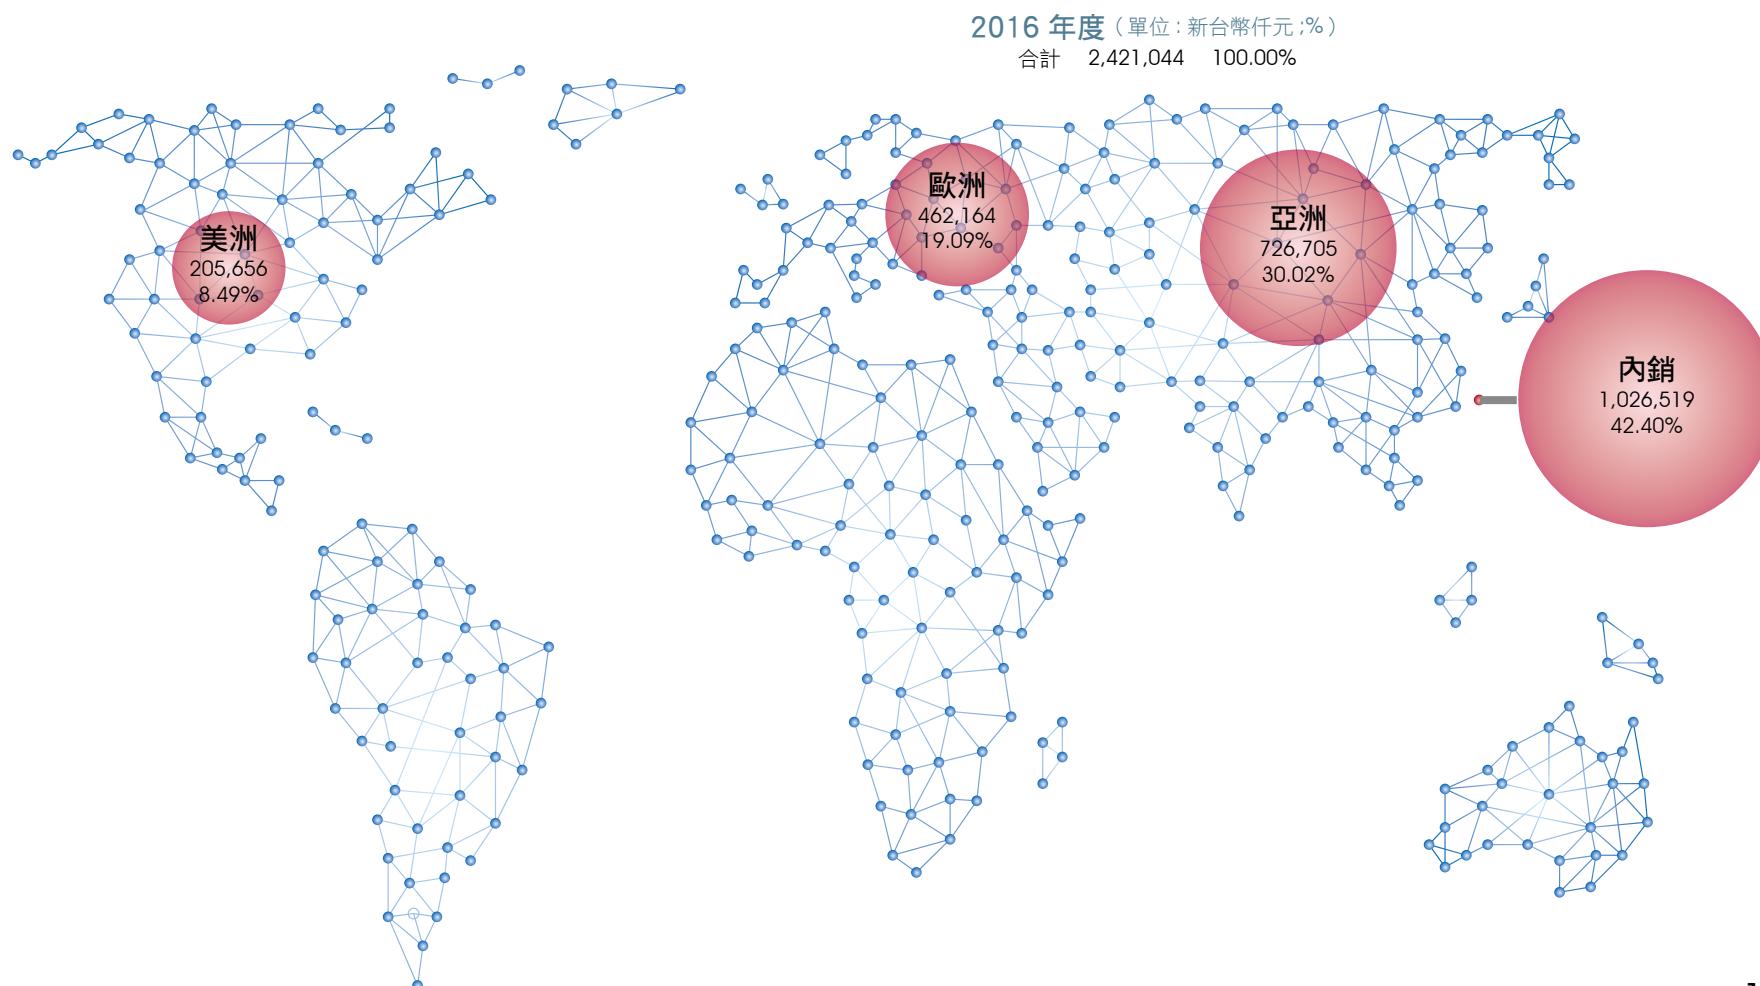 2016 年度（單位：新台幣仟元;%）
合計 2,421,044 100.00%
美洲
205,656
8.49%
歐洲
462,164
19.09%
亞洲
726,705
30.02%
內銷
1,026,519
42.40%